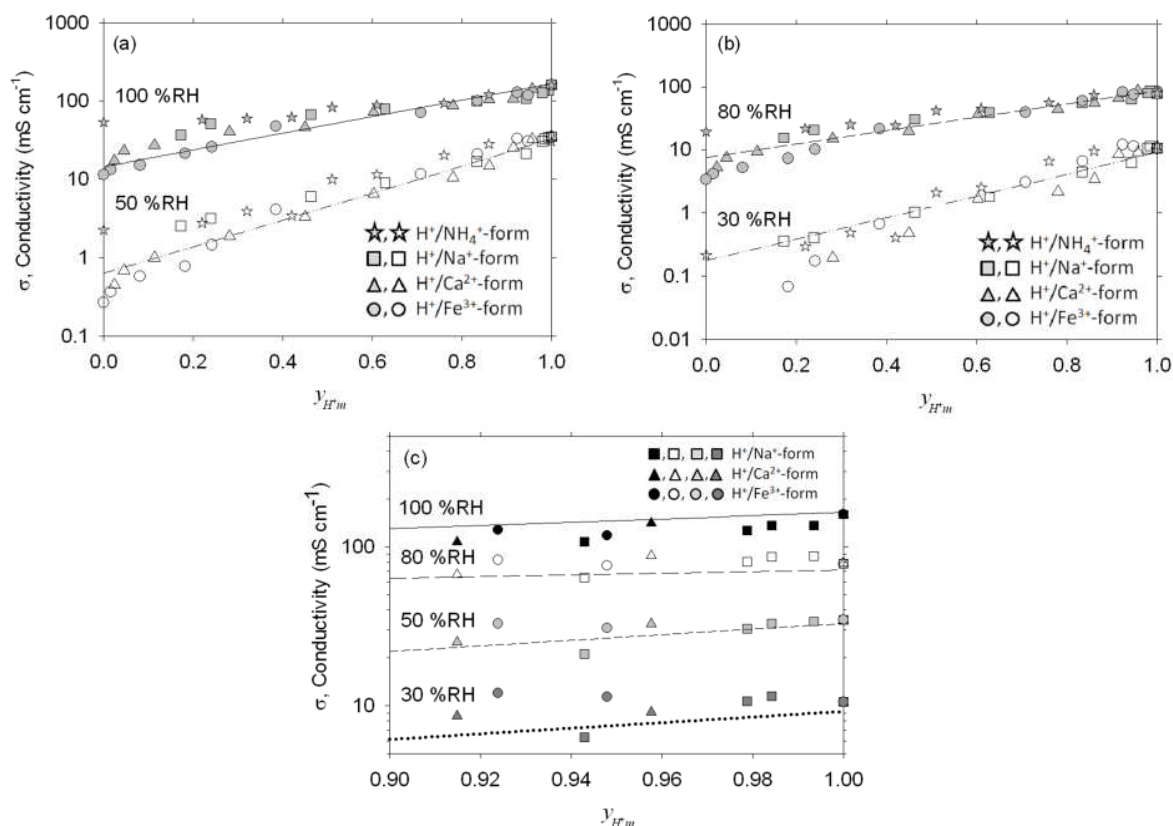 (a)
1000
100
10
1
0.1
σ, Conductivity (mS cm⁻¹)
100 %RH
50 %RH
H⁺/NH₄⁺-form
H⁺/Na⁺-form
H⁺/Ca²⁺-form
H⁺/Fe³⁺-form
0.0 0.2 0.4 0.6 0.8 1.0
y_H⁺m
(b)
1000
100
10
1
0.1
0.01
σ, Conductivity (mS cm⁻¹)
80 %RH
30 %RH
H⁺/NH₄⁺-form
H⁺/Na⁺-form
H⁺/Ca²⁺-form
H⁺/Fe³⁺-form
0.0 0.2 0.4 0.6 0.8 1.0
y_H⁺m
(c)
H⁺/Na⁺-form
H⁺/Ca²⁺-form
H⁺/Fe³⁺-form
σ, Conductivity (mS cm⁻¹)
100
10
100 %RH
80 %RH
50 %RH
30 %RH
0.90 0.92 0.94 0.96 0.98 1.00
y_H⁺m